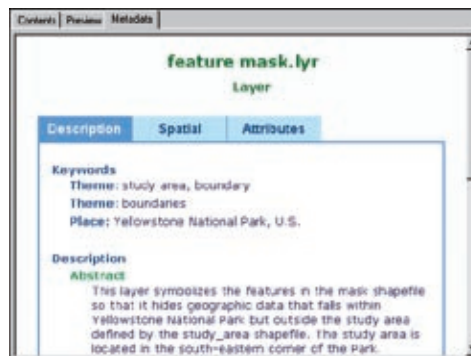 Contents Preview Metadata
feature mask.lyr
Layer
Description Spatial Attributes
Keywords
Theme: study area, boundary
Theme: boundaries
Place: Yellowstone National Park, U.S.
Description
Abstract
This layer symbolizes the features in the mask shapefile
so that it hides geographic data that falls within
Yellowstone National Park but outside the study area
defined by the study_area shapefile. The study area is
located in the south-eastern corner of the Park.